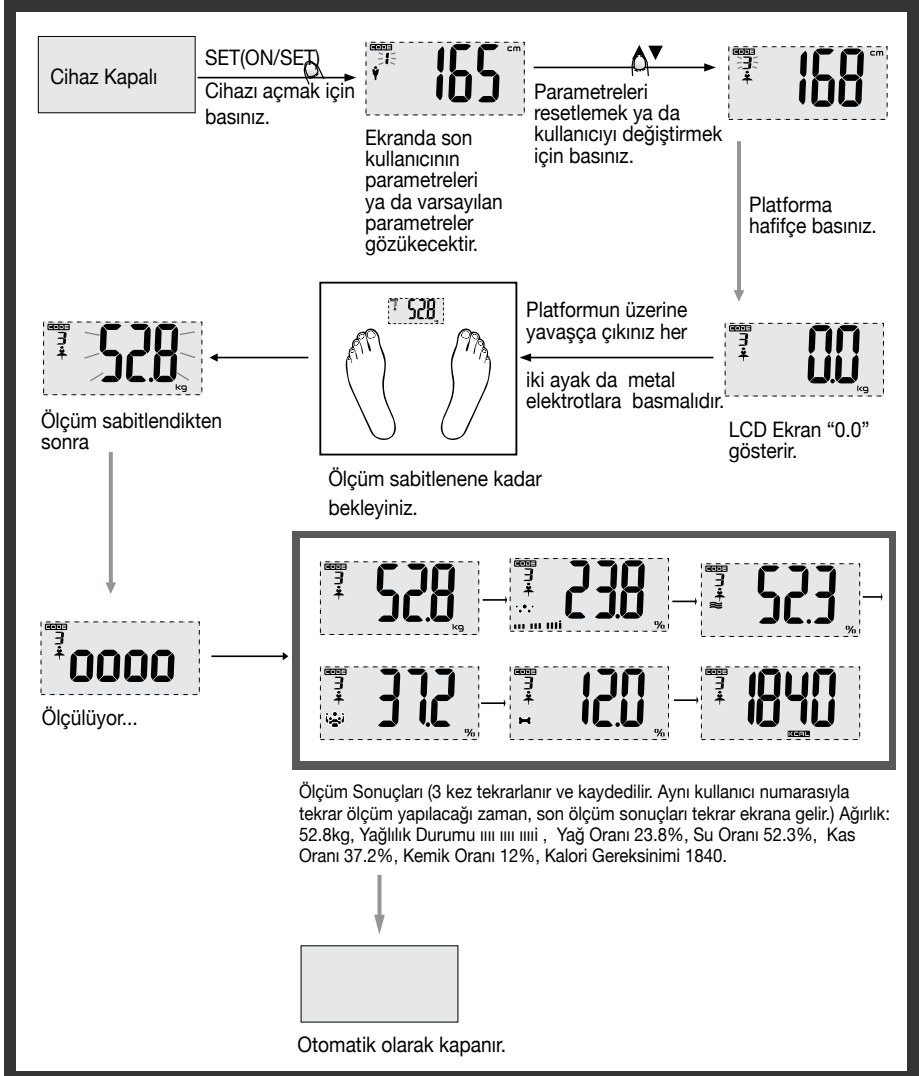 Cihaz Kapalı
SET(ON/SET)
Cihazı açmak için
basınız.
CODE
1
165
cm
Ekranda son
kullanıcının
parametreleri
ya da varsayılan
parametreler
gözükecektir.
▲▼
Parametreleri
resetlemek ya da
kullanıcıyı değiştirmek
için basınız.
CODE
3
168
cm
Platforma
hafifçe basınız.
CODE
3
0.0
kg
LCD Ekran “0.0”
gösterir.
Platformun üzerine
yavaşça çıkınız her
iki ayak da metal
elektrotlara basmalıdır.
52.8
Ölçüm sabitlenene kadar
bekleyiniz.
CODE
3
52.8
kg
Ölçüm sabitlendikten
sonra
CODE
3
oooo
Ölçülüyor...
CODE
3
52.8
kg
CODE
3
23.8
%
CODE
3
52.3
%
CODE
3
37.2
%
CODE
3
12.0
%
CODE
3
1840
KCAL
Ölçüm Sonuçları (3 kez tekrarlanır ve kaydedilir. Aynı kullanıcı numarasıyla
tekrar ölçüm yapılacağı zaman, son ölçüm sonuçları tekrar ekrana gelir.) Ağırlık:
52.8kg, Yağlılık Durumu ıııı ıııı ııııi , Yağ Oranı 23.8%, Su Oranı 52.3%, Kas
Oranı 37.2%, Kemik Oranı 12%, Kalori Gereksinimi 1840.
Otomatik olarak kapanır.